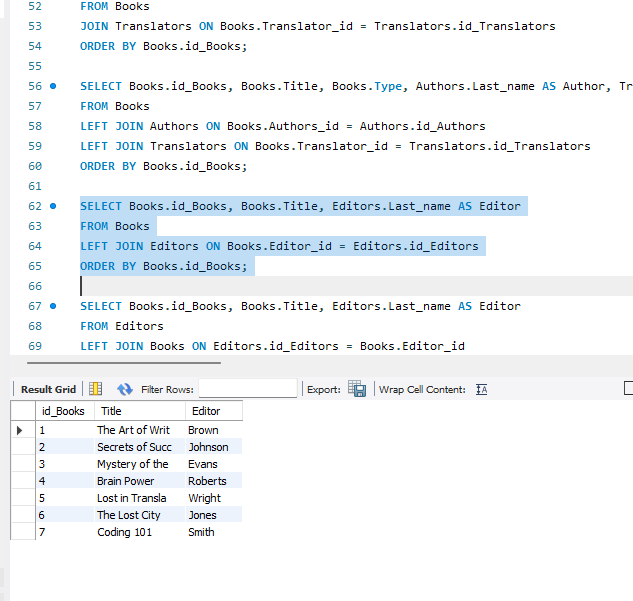 52 FROM Books
53 JOIN Translators ON Books.Translator_id = Translators.id_Translators
54 ORDER BY Books.id_Books;
55
56 SELECT Books.id_Books, Books.Title, Books.Type, Authors.Last_name AS Author, Tr
57 FROM Books
58 LEFT JOIN Authors ON Books.Authors_id = Authors.id_Authors
59 LEFT JOIN Translators ON Books.Translator_id = Translators.id_Translators
60 ORDER BY Books.id_Books;
61
62 SELECT Books.id_Books, Books.Title, Editors.Last_name AS Editor
63 FROM Books
64 LEFT JOIN Editors ON Books.Editor_id = Editors.id_Editors
65 ORDER BY Books.id_Books;
66
67 SELECT Books.id_Books, Books.Title, Editors.Last_name AS Editor
68 FROM Editors
69 LEFT JOIN Books ON Editors.id_Editors = Books.Editor_id
Result Grid Filter Rows: Export: Wrap Cell Content: IA
id_Books Title Editor
1 The Art of Writ Brown
2 Secrets of Succ Johnson
3 Mystery of the Evans
4 Brain Power Roberts
5 Lost in Transla Wright
6 The Lost City Jones
7 Coding 101 Smith